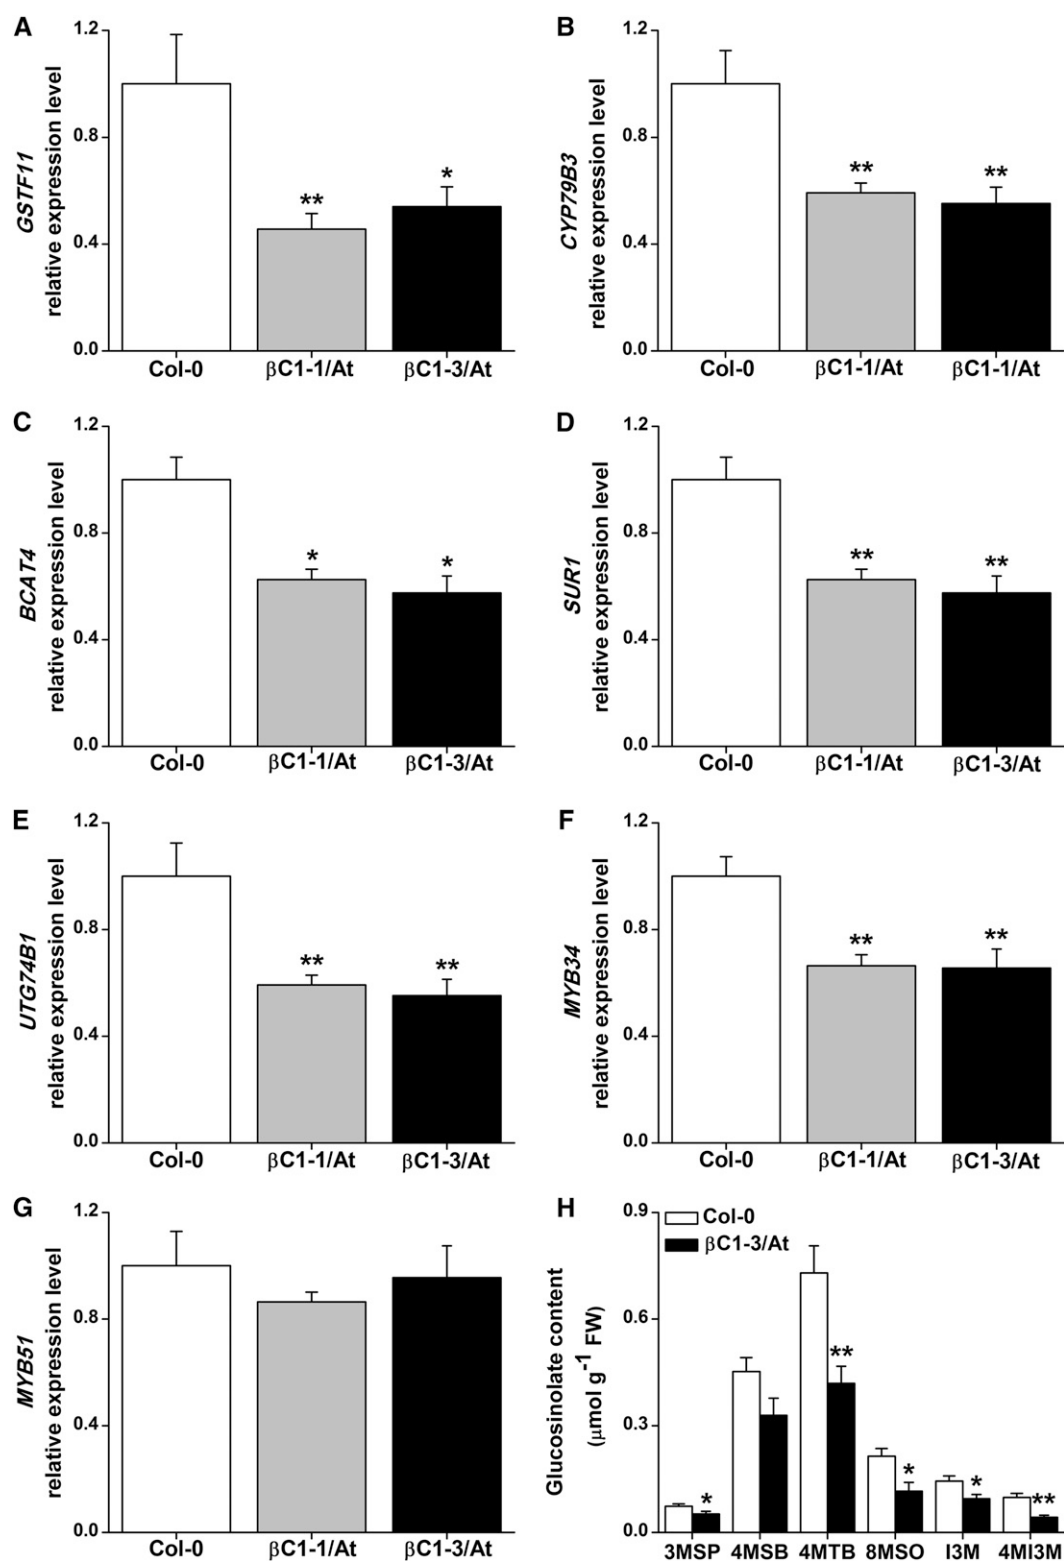 A
GSTF11
relative expression level
1.2
0.8
0.4
0.0
** *
Col-0 βC1-1/At βC1-3/At
B
CYP79B3
relative expression level
1.2
0.8
0.4
0.0
** **
Col-0 βC1-1/At βC1-1/At
C
BCAT4
relative expression level
1.2
0.8
0.4
0.0
* *
Col-0 βC1-1/At βC1-3/At
D
SUR1
relative expression level
1.2
0.8
0.4
0.0
** **
Col-0 βC1-1/At βC1-3/At
E
UTG74B1
relative expression level
1.2
0.8
0.4
0.0
** **
Col-0 βC1-1/At βC1-3/At
F
MYB34
relative expression level
1.2
0.8
0.4
0.0
** **
Col-0 βC1-1/At βC1-3/At
G
MYB51
relative expression level
1.2
0.8
0.4
0.0
Col-0 βC1-1/At βC1-3/At
H
Glucosinolate content
(μmol g⁻¹ FW)
0.9
0.6
0.3
0.0
Col-0
βC1-3/At
* ** * * **
3MSP 4MSB 4MTB 8MSO I3M 4MI3M